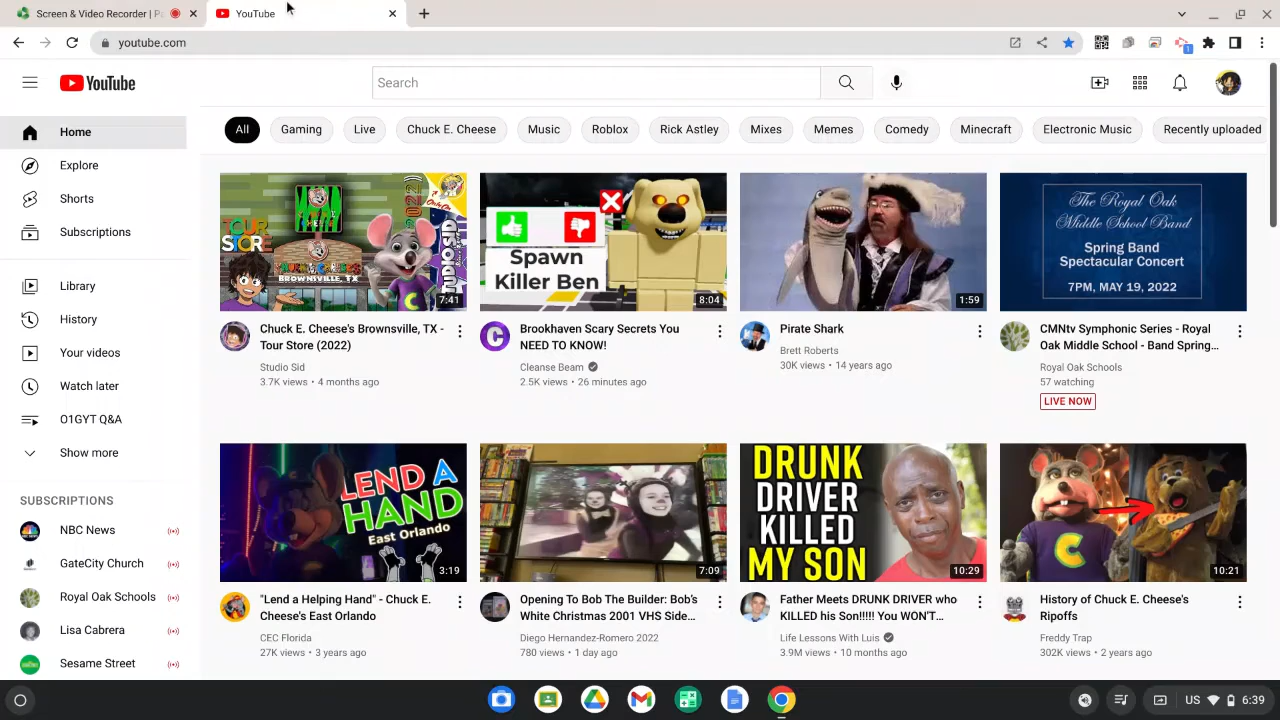 Screen & Video Recorder | Pe
YouTube
youtube.com
1
YouTube
Search
Home
Explore
Shorts
Subscriptions
Library
History
Your videos
Watch later
O1GYT Q&A
Show more
SUBSCRIPTIONS
NBC News
GateCity Church
Royal Oak Schools
Lisa Cabrera
Sesame Street
All
Gaming
Live
Chuck E. Cheese
Music
Roblox
Rick Astley
Mixes
Memes
Comedy
Minecraft
Electronic Music
Recently uploaded
TOUR
STORE
BROWNSVILLE, TX
STUDIO SID
7:41
Chuck E. Cheese's Brownsville, TX -
Tour Store (2022)
Studio Sid
3.7K views • 4 months ago
Spawn
Killer Ben
8:04
Brookhaven Scary Secrets You
NEED TO KNOW!
Cleanse Beam
2.5K views • 26 minutes ago
1:59
Pirate Shark
Brett Roberts
30K views • 14 years ago
The Royal Oak
Middle School Band
Spring Band
Spectacular Concert
7PM, MAY 19, 2022
CMNtv Symphonic Series - Royal
Oak Middle School - Band Spring...
Royal Oak Schools
57 watching
LIVE NOW
LEND A
HAND
East Orlando
3:19
"Lend a Helping Hand" - Chuck E.
Cheese's East Orlando
CEC Florida
27K views • 3 years ago
7:09
Opening To Bob The Builder: Bob's
White Christmas 2001 VHS Side...
Diego Hernandez-Romero 2022
780 views • 1 day ago
DRUNK
DRIVER
KILLED
MY SON
10:29
Father Meets DRUNK DRIVER who
KILLED his Son!!!!! You WON'T...
Life Lessons With Luis
3.9M views • 10 months ago
C
10:21
History of Chuck E. Cheese's
Ripoffs
Freddy Trap
302K views • 2 years ago
US
6:39